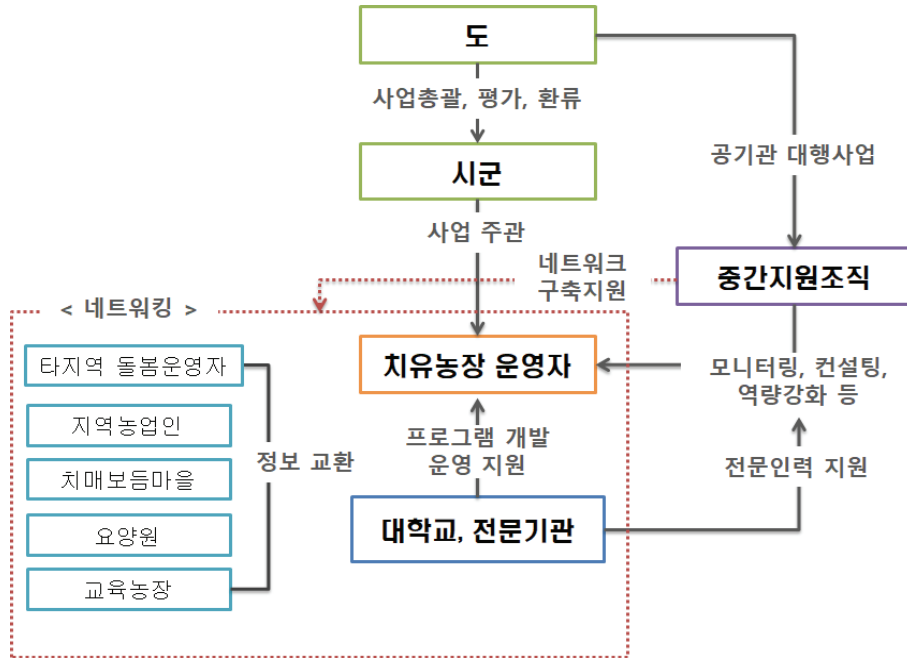 도
사업총괄, 평가, 환류
공기관 대행사업
시군
사업 주관
네트워크
구축지원
중간지원조직
< 네트워킹 >
타지역 돌봄운영자
치유농장 운영자
모니터링, 컨설팅,
역량강화 등
지역농업인
프로그램 개발
운영 지원
정보 교환
치매보듬마을
전문인력 지원
요양원
대학교, 전문기관
교육농장